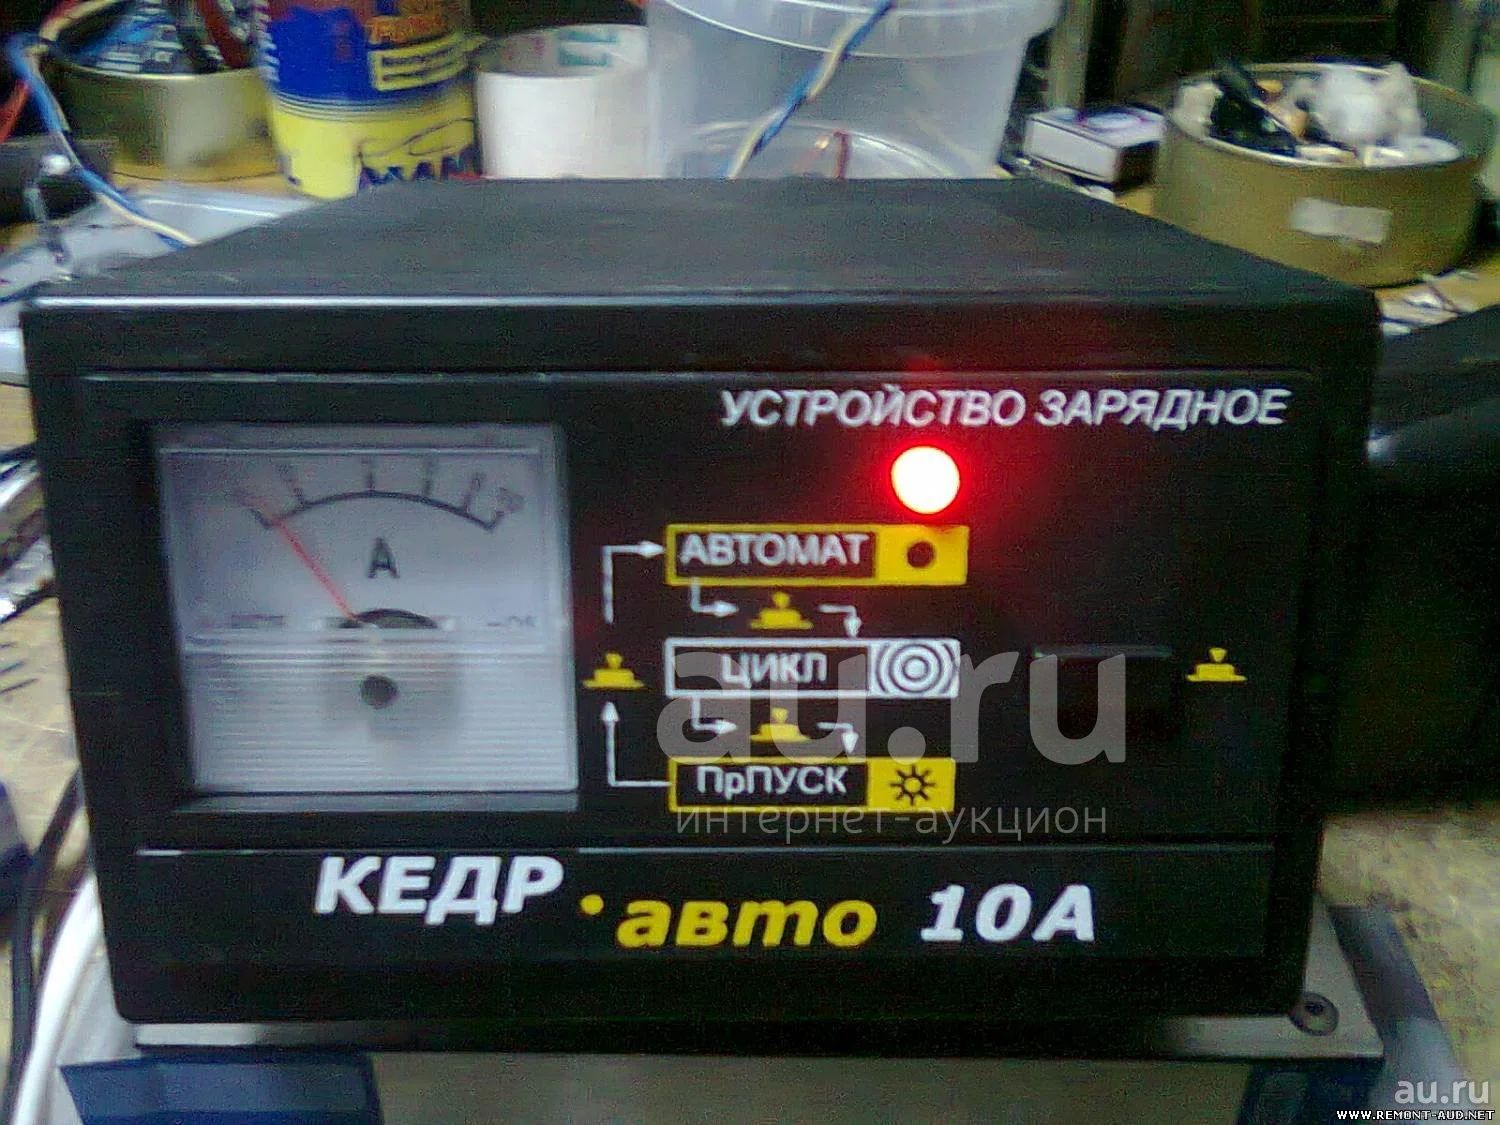 УСТРОЙСТВО ЗАРЯДНОЕ
А
АВТОМАТ
ЦИКЛ
ПрПУСК
КЕДР
• авто 10А
au.ru
интернет-аукцион
au.ru
WWW.REMONT-AUD.NET